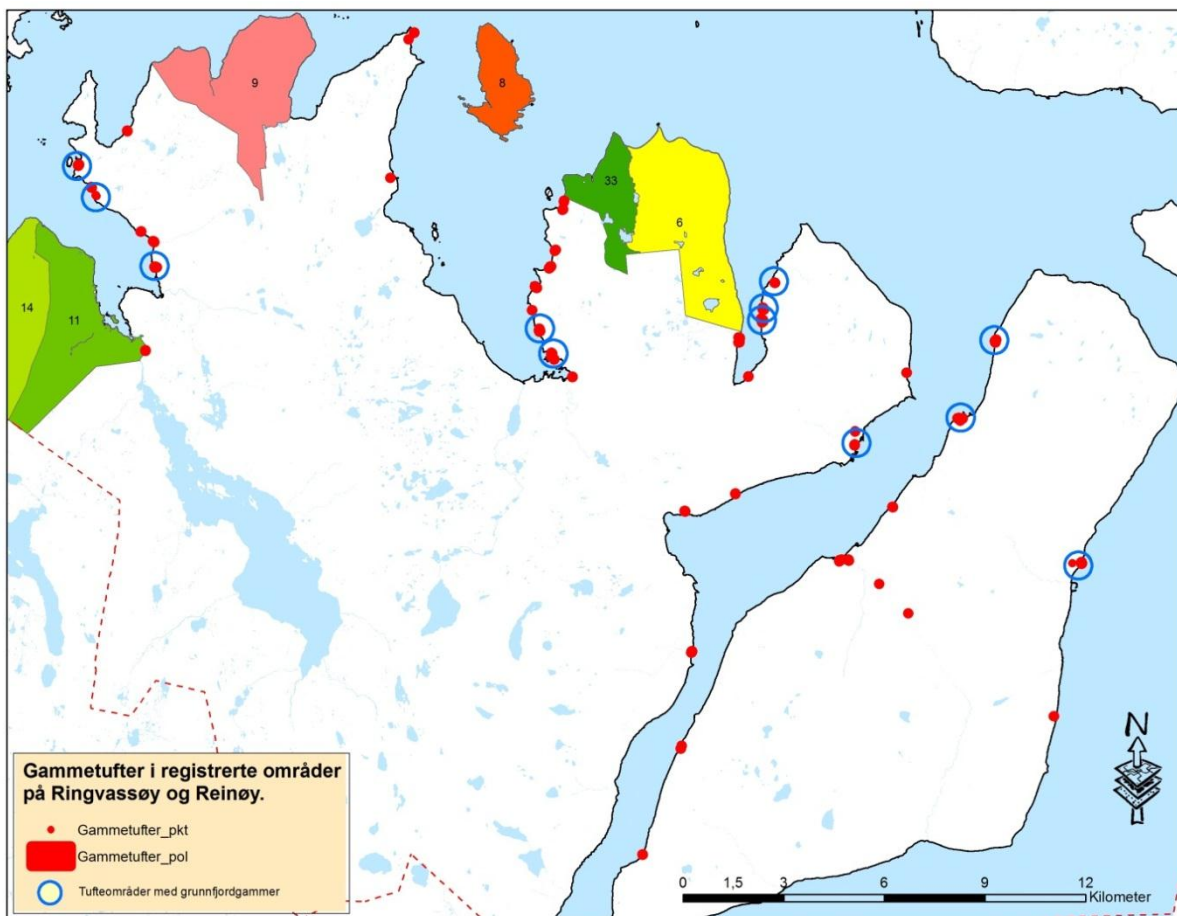 9
8
33
6
14
11
N
Gammetufter i registrerte områder
på Ringvassøy og Reinøy.
Gammetufter_pkt
Gammetufter_pol
Tufteområder med grunnfjordgammer
0 1,5 3 6 9 12
Kilometer